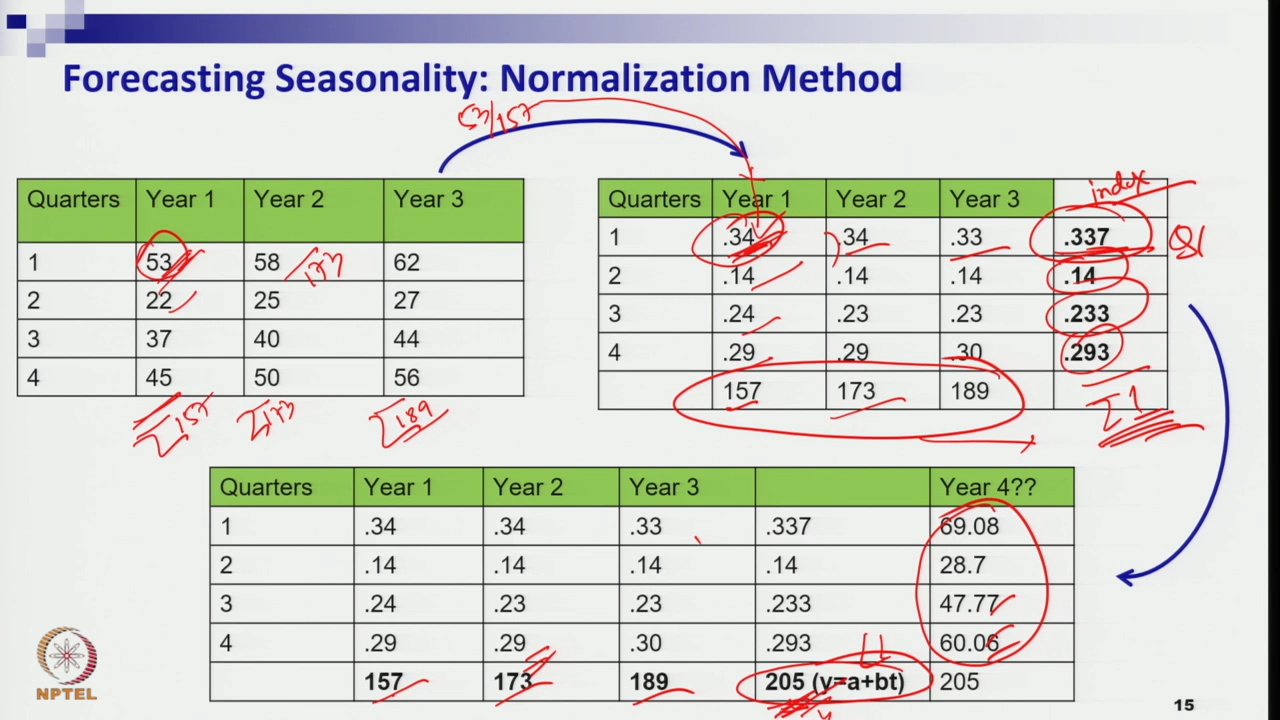 Forecasting Seasonality: Normalization Method
53/157
Quarters Year 1 Year 2 Year 3
1 53 58 62
173
2 22 25 27
3 37 40 44
4 45 50 56
Σ157 Σ173 Σ189
index
Quarters Year 1 Year 2 Year 3
1 .34 .34 .33 .337 Q1
2 .14 .14 .14 .14
3 .24 .23 .23 .233
4 .29 .29 .30 .293
157 173 189
Σ1
Quarters Year 1 Year 2 Year 3 Year 4??
1 .34 .34 .33 .337 69.08
2 .14 .14 .14 .14 28.7
3 .24 .23 .23 .233 47.77
4 .29 .29 .30 .293 60.06
157 173 189 205 (y=a+bt) 205
NPTEL
15